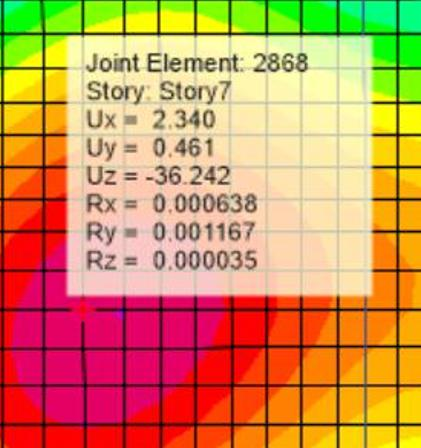 Joint Element: 2868
Story: Story7
Ux = 2.340
Uy = 0.461
Uz = -36.242
Rx = 0.000638
Ry = 0.001167
Rz = 0.000035